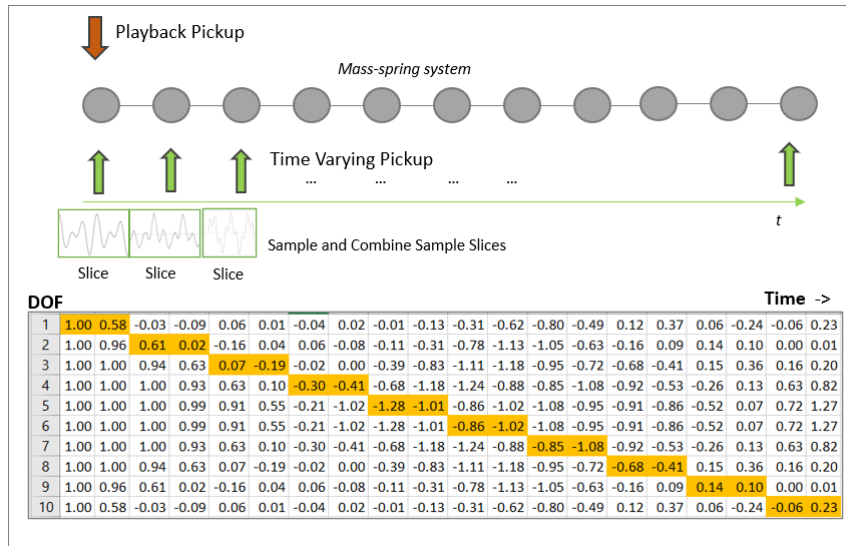 Playback Pickup
Mass-spring system
Time Varying Pickup
... ... ... ...
t
Sample and Combine Sample Slices
Slice Slice Slice
DOF Time ->
1 1.00 0.58 -0.03 -0.09 0.06 0.01 -0.04 0.02 -0.01 -0.13 -0.31 -0.62 -0.80 -0.49 0.12 0.37 0.06 -0.24 -0.06 0.23
2 1.00 0.96 0.61 0.02 -0.16 0.04 0.06 -0.08 -0.11 -0.31 -0.78 -1.13 -1.05 -0.63 -0.16 0.09 0.14 0.10 0.00 0.01
3 1.00 1.00 0.94 0.63 0.07 -0.19 -0.02 0.00 -0.39 -0.83 -1.11 -1.18 -0.95 -0.72 -0.68 -0.41 0.15 0.36 0.16 0.20
4 1.00 1.00 1.00 0.93 0.63 0.10 -0.30 -0.41 -0.68 -1.18 -1.24 -0.88 -0.85 -1.08 -0.92 -0.53 -0.26 0.13 0.63 0.82
5 1.00 1.00 1.00 0.99 0.91 0.55 -0.21 -1.02 -1.28 -1.01 -0.86 -1.02 -1.08 -0.95 -0.91 -0.86 -0.52 0.07 0.72 1.27
6 1.00 1.00 1.00 0.99 0.91 0.55 -0.21 -1.02 -1.28 -1.01 -0.86 -1.02 -1.08 -0.95 -0.91 -0.86 -0.52 0.07 0.72 1.27
7 1.00 1.00 1.00 0.93 0.63 0.10 -0.30 -0.41 -0.68 -1.18 -1.24 -0.88 -0.85 -1.08 -0.92 -0.53 -0.26 0.13 0.63 0.82
8 1.00 1.00 0.94 0.63 0.07 -0.19 -0.02 0.00 -0.39 -0.83 -1.11 -1.18 -0.95 -0.72 -0.68 -0.41 0.15 0.36 0.16 0.20
9 1.00 0.96 0.61 0.02 -0.16 0.04 0.06 -0.08 -0.11 -0.31 -0.78 -1.13 -1.05 -0.63 -0.16 0.09 0.14 0.10 0.00 0.01
10 1.00 0.58 -0.03 -0.09 0.06 0.01 -0.04 0.02 -0.01 -0.13 -0.31 -0.62 -0.80 -0.49 0.12 0.37 0.06 -0.24 -0.06 0.23